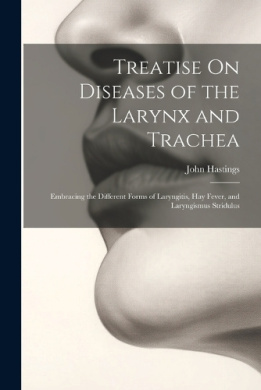 Treatise On
Diseases of the
Larynx and
Trachea
John Hastings
Embracing the Different Forms of Laryngitis, Hay Fever, and
Laryngismus Stridulus